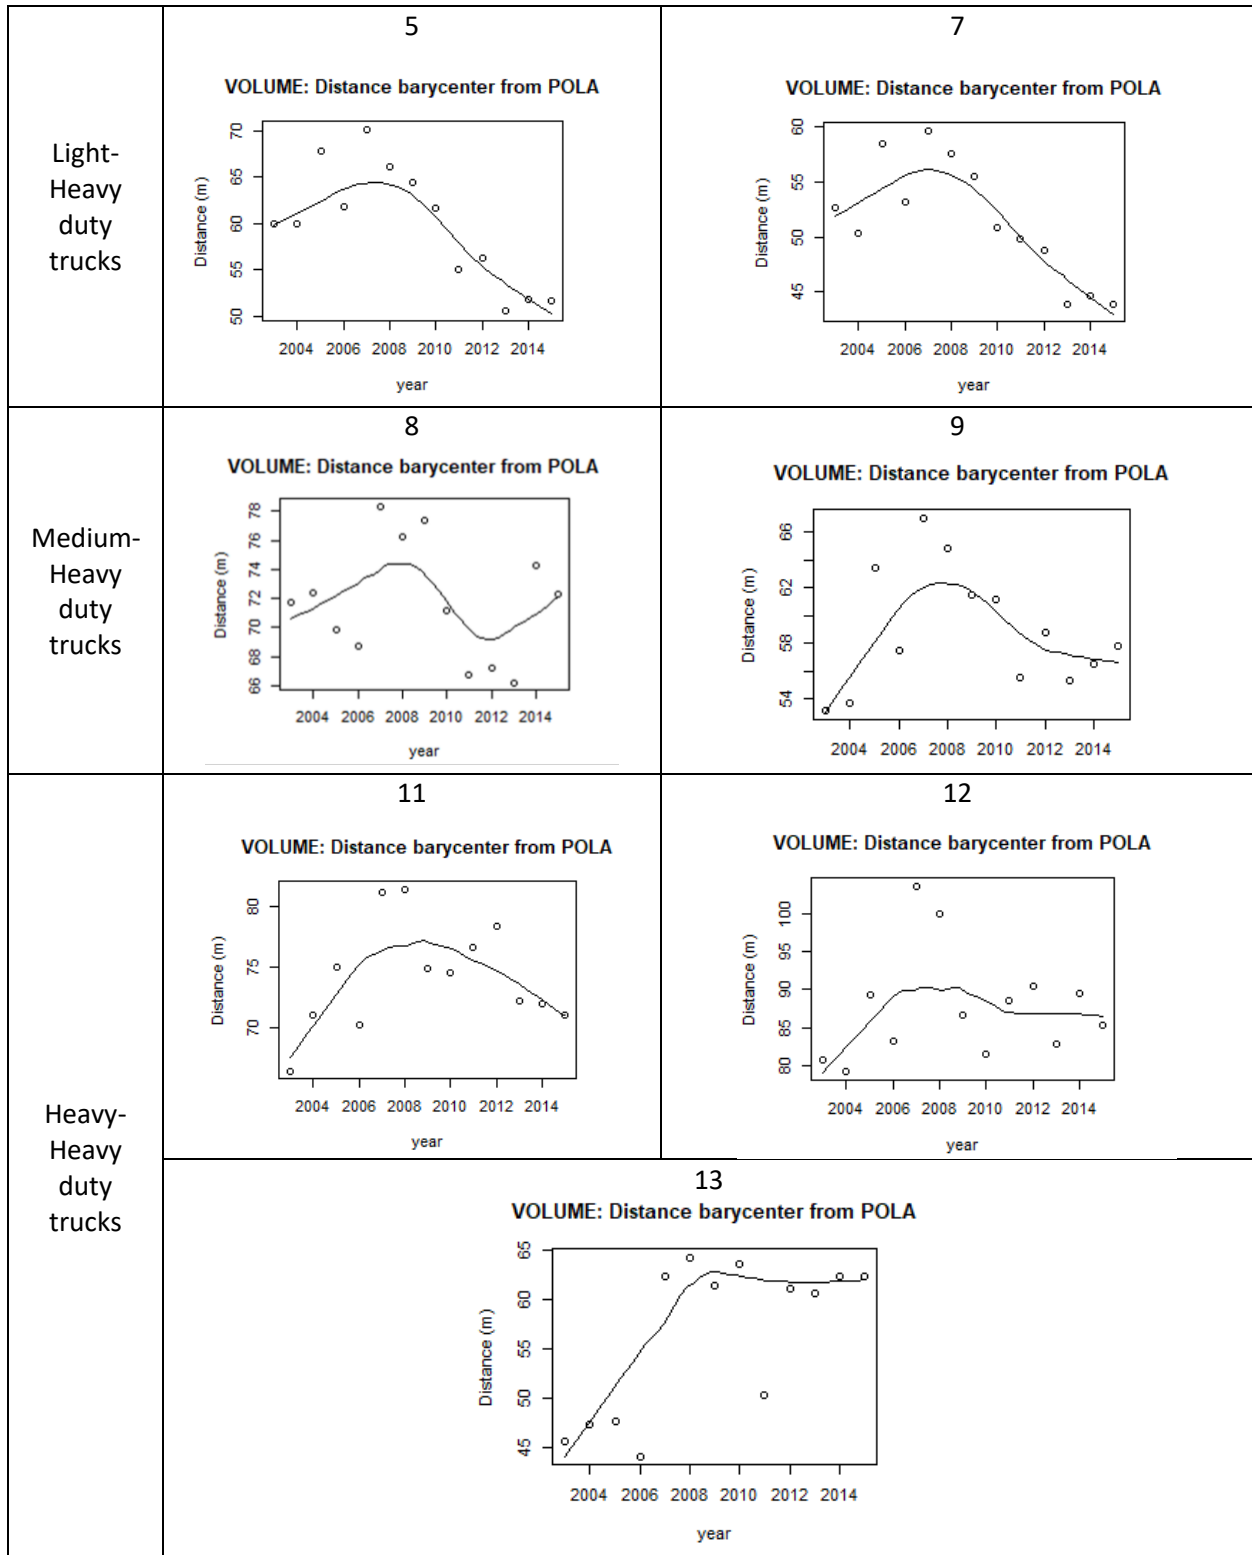 Light-
Heavy
duty
trucks
5
VOLUME: Distance barycenter from POLA
Distance (m)
70
65
60
55
50
2004 2006 2008 2010 2012 2014
year
7
VOLUME: Distance barycenter from POLA
Distance (m)
60
55
50
45
2004 2006 2008 2010 2012 2014
year
Medium-
Heavy
duty
trucks
8
VOLUME: Distance barycenter from POLA
Distance (m)
78
76
74
72
70
68
66
2004 2006 2008 2010 2012 2014
year
9
VOLUME: Distance barycenter from POLA
Distance (m)
66
62
58
54
2004 2006 2008 2010 2012 2014
Heavy-
Heavy
duty
trucks
11
VOLUME: Distance barycenter from POLA
Distance (m)
80
75
70
2004 2006 2008 2010 2012 2014
year
12
VOLUME: Distance barycenter from POLA
Distance (m)
100
95
90
85
80
2004 2006 2008 2010 2012 2014
year
13
VOLUME: Distance barycenter from POLA
Distance (m)
65
60
55
50
45
2004 2006 2008 2010 2012 2014
year